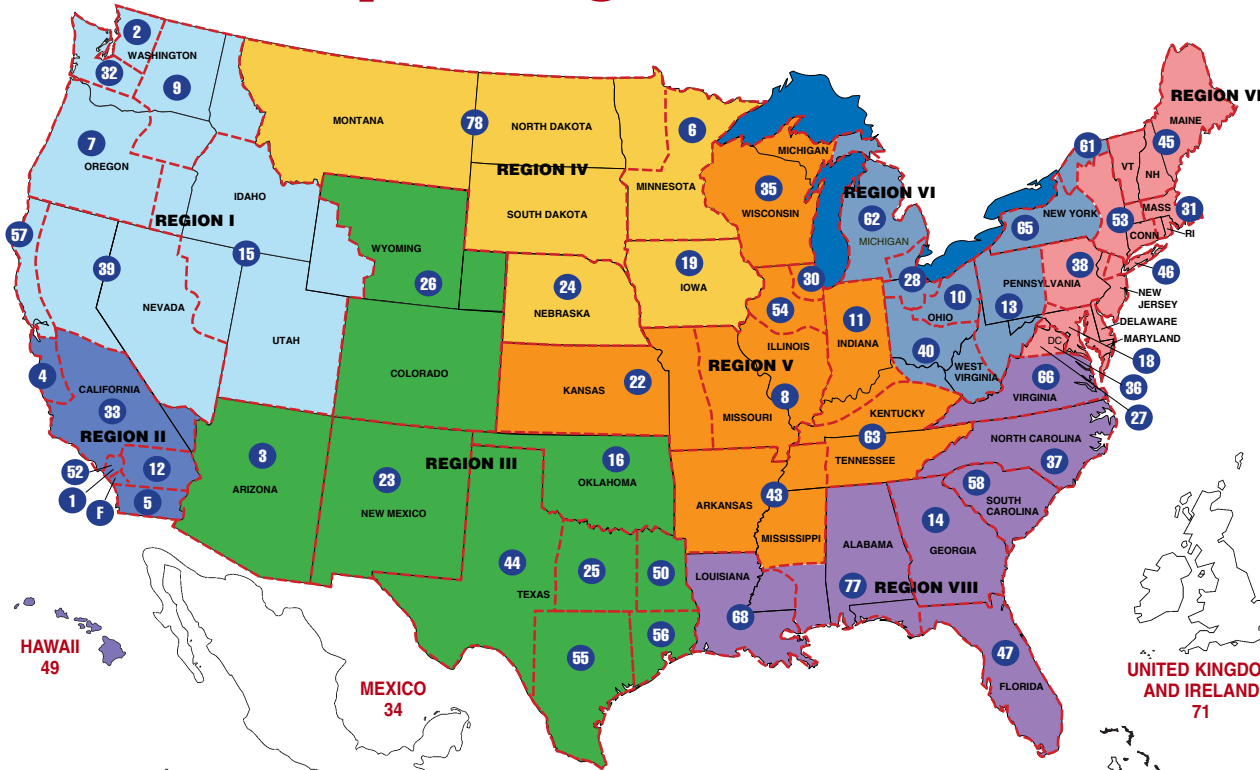 2
WASHINGTON
32
9
7
OREGON
MONTANA
78
NORTH DAKOTA
6
MICHIGAN
REGION IV
MINNESOTA
SOUTH DAKOTA
35
WISCONSIN
REGION VI
62
MICHIGAN
61
REGION
MAINE
45
VT
NH
MASS
31
NEW YORK
65
53
CONN
RI
IDAHO
REGION I
57
39
15
NEVADA
UTAH
WYOMING
26
24
NEBRASKA
19
IOWA
30
54
ILLINOIS
11
INDIANA
28
10
OHIO
40
WEST
VIRGINIA
13
PENNSYLVANIA
38
46
NEW
JERSEY
DELAWARE
MARYLAND
DC
18
36
27
4
CALIFORNIA
33
REGION II
52
12
1
F
5
COLORADO
KANSAS
22
REGION V
MISSOURI
8
KENTUCKY
63
TENNESSEE
66
VIRGINIA
NORTH CAROLINA
37
58
SOUTH
CAROLINA
3
ARIZONA
23
NEW MEXICO
REGION III
16
OKLAHOMA
ARKANSAS
43
MISSISSIPPI
ALABAMA
14
GEORGIA
44
TEXAS
25
50
55
56
LOUISIANA
68
77
REGION VIII
47
FLORIDA
HAWAII
49
MEXICO
34
UNITED
AND IRELAND
71